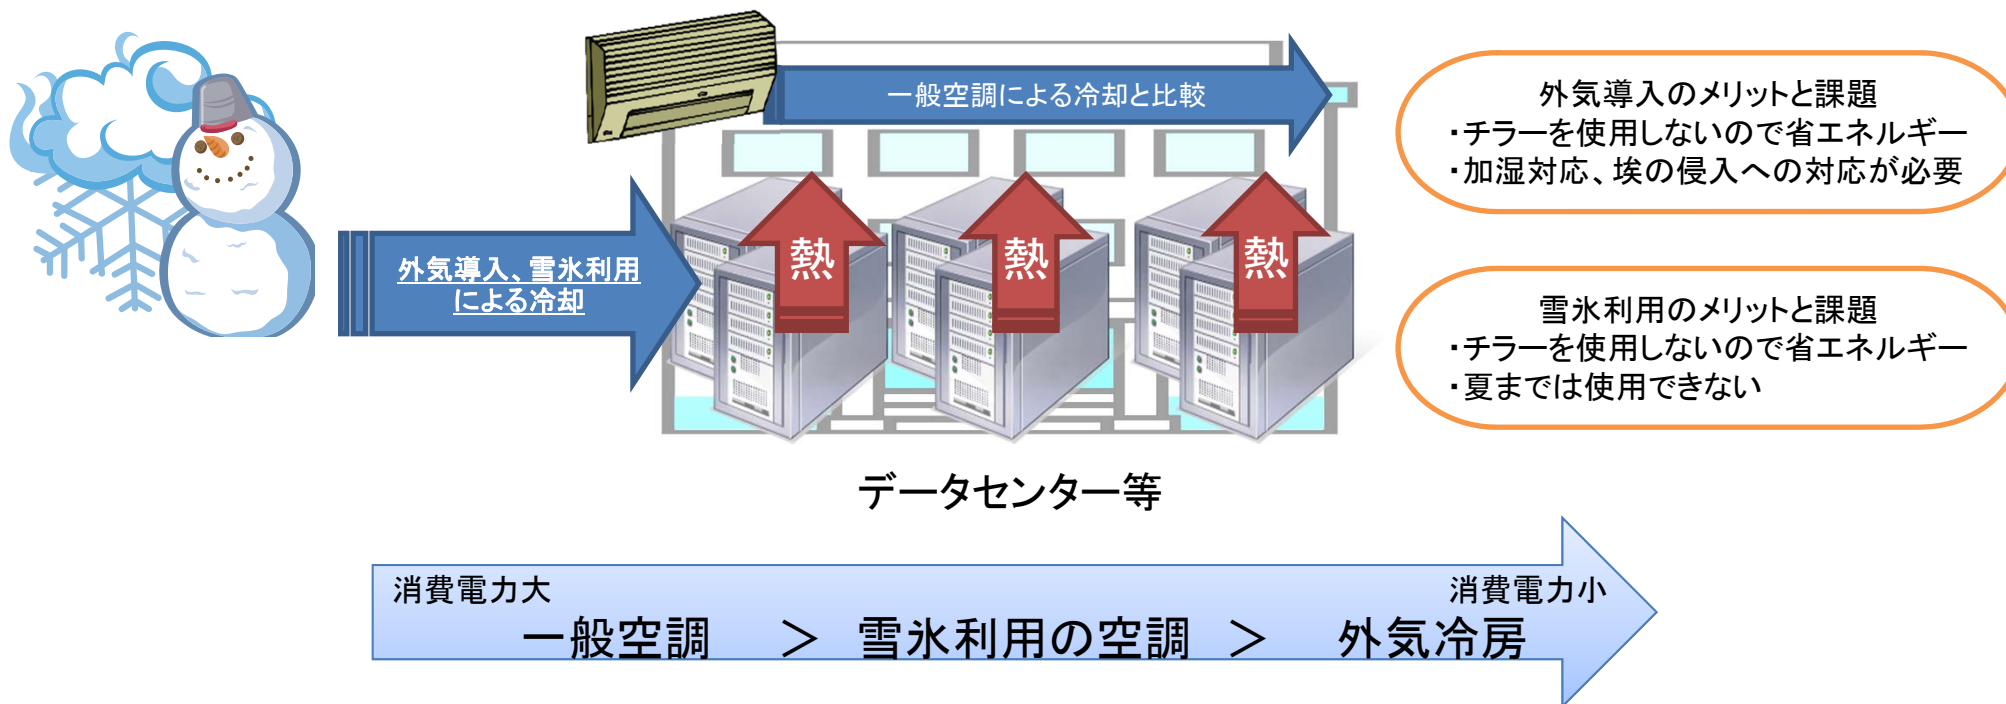 一般空調による冷却と比較
外気導入、雪氷利用
による冷却
熱
熱
熱
外気導入のメリットと課題
・チラーを使用しないので省エネルギー
・加湿対応、埃の侵入への対応が必要
雪氷利用のメリットと課題
・チラーを使用しないので省エネルギー
・夏までは使用できない
データセンター等
消費電力大
消費電力小
一般空調 ＞ 雪氷利用の空調 ＞ 外気冷房